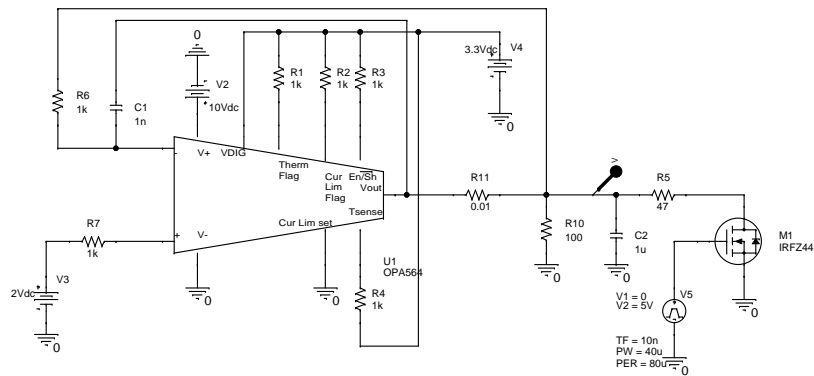 0
V2
10Vdc
R1
1k
R2
1k
R3
1k
3.3Vdc
V4
0
R6
1k
C1
1n
-
V+
VDIG
Therm
Flag
Cur
Lim
Flag
En/Sh
Vout
Tsense
Cur Lim set
V-
+
R7
1k
V3
2Vdc
0
0
0
U1
OPA564
R4
1k
R11
0.01
V
R5
47
R10
100
C2
1u
0
0
M1
IRFZ44
0
V1 = 0
V2 = 5V
V5
TF = 10n
PW = 40u
PER = 80u
0